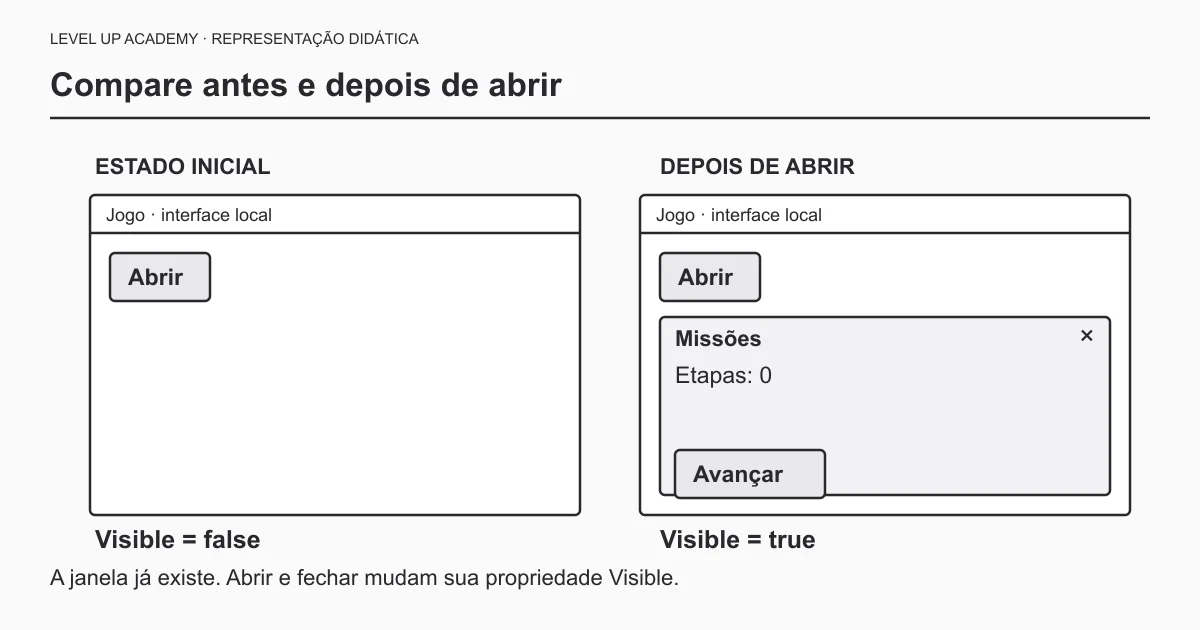 LEVEL UP ACADEMY · REPRESENTAÇÃO DIDÁTICA
Compare antes e depois de abrir
ESTADO INICIAL
Jogo · interface local
Abrir
Visible = false
DEPOIS DE ABRIR
Jogo · interface local
Abrir
Missões ×
Etapas: 0
Avançar
Visible = true
A janela já existe. Abrir e fechar mudam sua propriedade Visible.